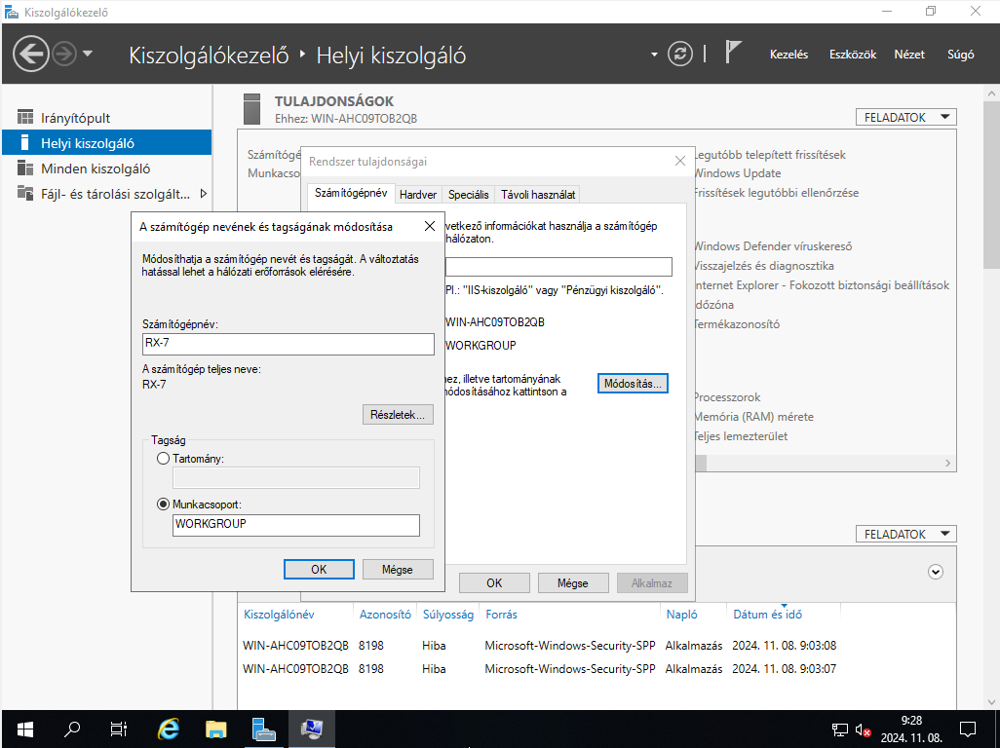 Kiszolgálókezelő
Kiszolgálókezelő
Helyi kiszolgáló
Kezelés
Eszközök
Nézet
Súgó
Irányítópult
Helyi kiszolgáló
Minden kiszolgáló
Fájl- és tárolási szolgált...
TULAJDONSÁGOK
Ehhez: WIN-AHC09TOB2QB
FELADATOK
Számítógé
Munkacso
Legutóbb telepített frissítések
Windows Update
Frissítések legutóbbi ellenőrzése
Windows Defender víruskereső
Visszajelzés és diagnosztika
Internet Explorer - Fokozott biztonsági beállítások
Időzóna
Termékazonosító
Processzorok
Memória (RAM) mérete
Teljes lemezterület
Rendszer tulajdonságai
Számítógépnév
Hardver
Speciális
Távoli használat
vetkező információkat használja a számítógép
hálózaton.
Pl.: "IIS-kiszolgáló" vagy "Pénzügyi kiszolgáló".
WIN-AHC09TOB2QB
WORKGROUP
hez, illetve tartományának
módosításához kattintson a
Módosítás...
OK
Mégse
Alkalmaz
A számítógép nevének és tagságának módosítása
Módosíthatja a számítógép nevét és tagságát. A változtatás
hatással lehet a hálózati erőforrások elérésére.
Számítógépnév:
RX-7
A számítógép teljes neve:
RX-7
Részletek...
Tagság
Tartomány:
Munkacsoport:
WORKGROUP
OK
Mégse
FELADATOK
Kiszolgálónév Azonosító Súlyosság Forrás Napló Dátum és idő
WIN-AHC09TOB2QB 8198 Hiba Microsoft-Windows-Security-SPP Alkalmazás 2024. 11. 08. 9:03:08
WIN-AHC09TOB2QB 8198 Hiba Microsoft-Windows-Security-SPP Alkalmazás 2024. 11. 08. 9:03:07
9:28
2024. 11. 08.